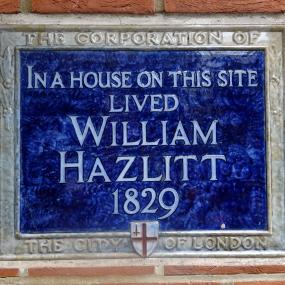 THE CORPORATION OF
IN A HOUSE ON THIS SITE
LIVED
WILLIAM
HAZLITT
1829
THE CITY OF LONDON